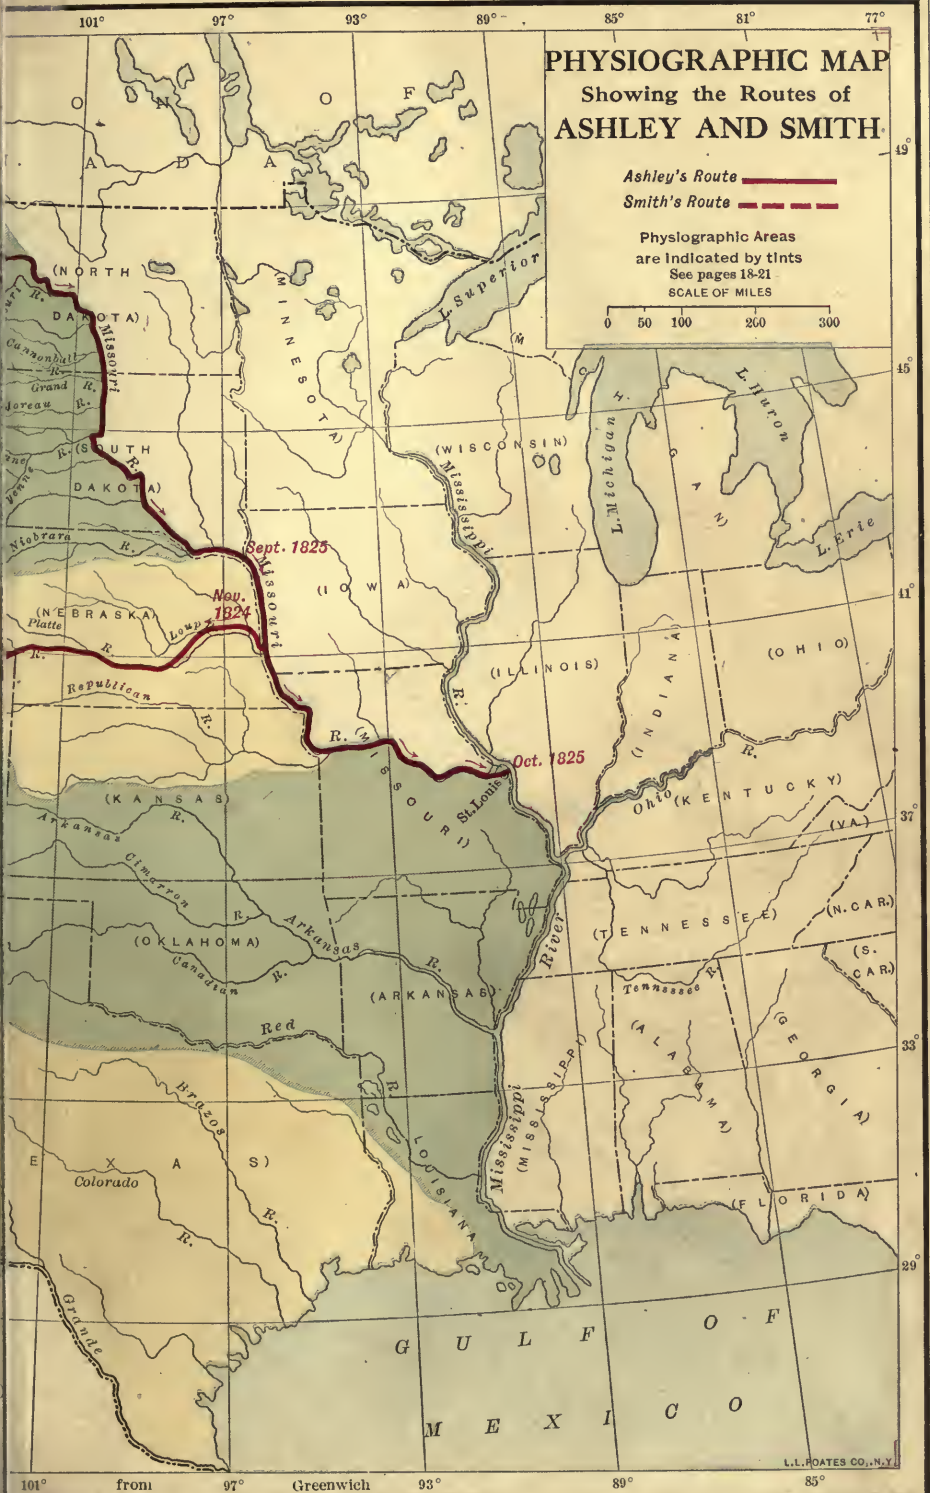 101° 97° 93° 89° 85° 81° 77°
PHYSIOGRAPHIC MAP
Showing the Routes of
ASHLEY AND SMITH
Ashley's Route
Smith's Route
Physiographic Areas
are indicated by tints
See pages 18-21
SCALE OF MILES
0 50 100 200 300
O N O F
A D A
49°
(NORTH
DAKOTA)
R.
Missouri
Cannonball
R.
Grand R.
Moreau R.
R. (SOUTH
DAKOTA)
R.
Niobrara R.
MINNESOTA)
L. Superior
(M
I
C
H
I
G
A
N)
45°
(WISCONSIN)
Mississippi
L. Michigan
L. Huron
L. Erie
Sept. 1825
Missouri
(IOWA)
Nov.
1824
(NEBRASKA)
Platte
Loup
R. R.
Republican
R.
41°
(OHIO)
(ILLINOIS)
(INDIANA)
R.
R. (MISSOURI)
Oct. 1825
St. Louis
Ohio
R.
(KENTUCKY)
37°
(VA.)
(KANSAS)
Arkansas
R.
Cimarron
R.
Arkansas
R.
(OKLAHOMA)
Canadian
R.
(ARKANSAS)
River
(TENNESSEE)
(N.CAR.)
(S.
CAR.)
Tennssee R.
Red
R.
33°
(ALABAMA)
(GEORGIA)
Mississippi
(MISSISSIPPI)
Brazos
R.
EXAS)
Colorado
R.
LOUISIANA
(FLORIDA)
29°
Grande
GULF OF
MEXICO
L.L.POATES CO., N.Y.
101° from 97° Greenwich 93° 89° 85°